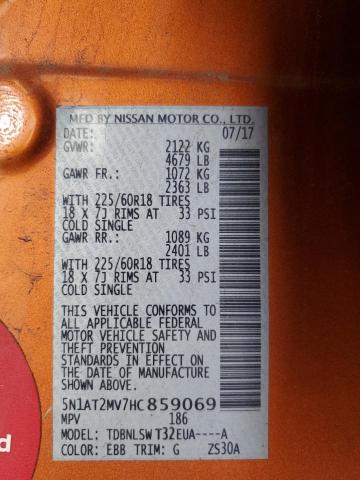 MFD BY NISSAN MOTOR CO., LTD.
DATE: 07/17
GVWR: 2122 KG
4679 LB
GAWR FR.: 1072 KG
2363 LB
WITH 225/60R18 TIRES
18 X 7J RIMS AT 33 PSI
COLD SINGLE
GAWR RR.: 1089 KG
2401 LB
WITH 225/60R18 TIRES
18 X 7J RIMS AT 33 PSI
COLD SINGLE
THIS VEHICLE CONFORMS TO
ALL APPLICABLE FEDERAL
MOTOR VEHICLE SAFETY AND
THEFT PREVENTION
STANDARDS IN EFFECT ON
THE DATE OF MANUFACTURE
SHOWN ABOVE.
5N1AT2MV7HC859069
MPV 186
MODEL: TDBNLSW T32EUA----A
COLOR: EBB TRIM: G ZS30A
d